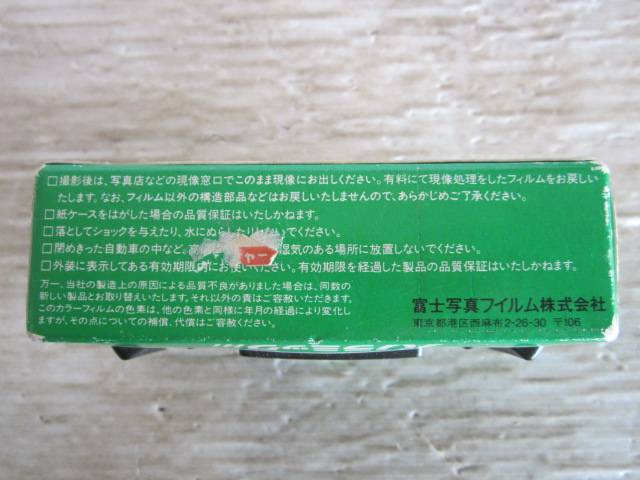 □撮影後は、写真店などの現像窓口でこのまま現像にお出しください。有料にて現像処理をしたフィルムをお戻しい
たします。なお、フィルム以外の構造部品などはお戻しいたしませんので、あらかじめご了承ください。
□紙ケースをはがした場合の品質保証はいたしかねます。
□落としてショックを与えたり、水にぬらしたりしないでください。
□閉めきった自動車の中など、高 湿気のある場所に放置しないでください。
ャー
□外装に表示してある有効期限内にお使いください。有効期限を経過した製品の品質保証はいたしかねます。
万一、当社の製造上の原因による品質不良がありました場合は、同数の
新しい製品とお取り替えいたします。それ以外の責はご容赦いただきます。
このカラーフィルムの色素は、他の色素と同様に年月の経過により変化し
ますが、その点についての補償、代償はご容赦ください。
富士写真フイルム株式会社
東京都港区西麻布2-26-30 〒106